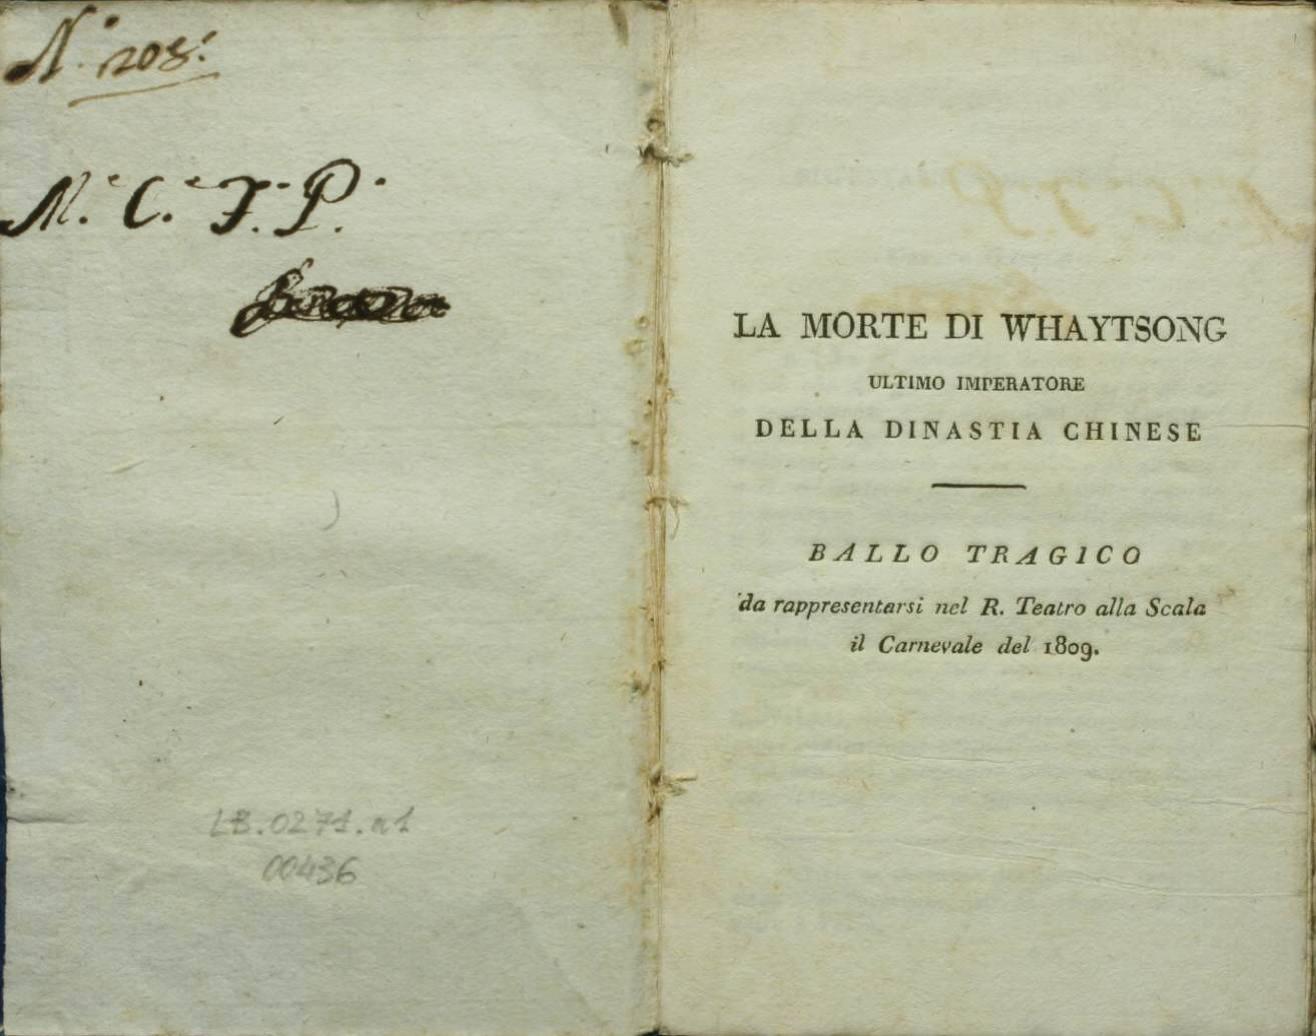 N.° 208:
M. C. J. P.
LB.0271.n1
00436
LA MORTE DI WHAYTSONG
ULTIMO IMPERATORE
DELLA DINASTIA CHINESE
BALLO TRAGICO
da rappresentarsi nel R. Teatro alla Scala
il Carnevale del 1809.